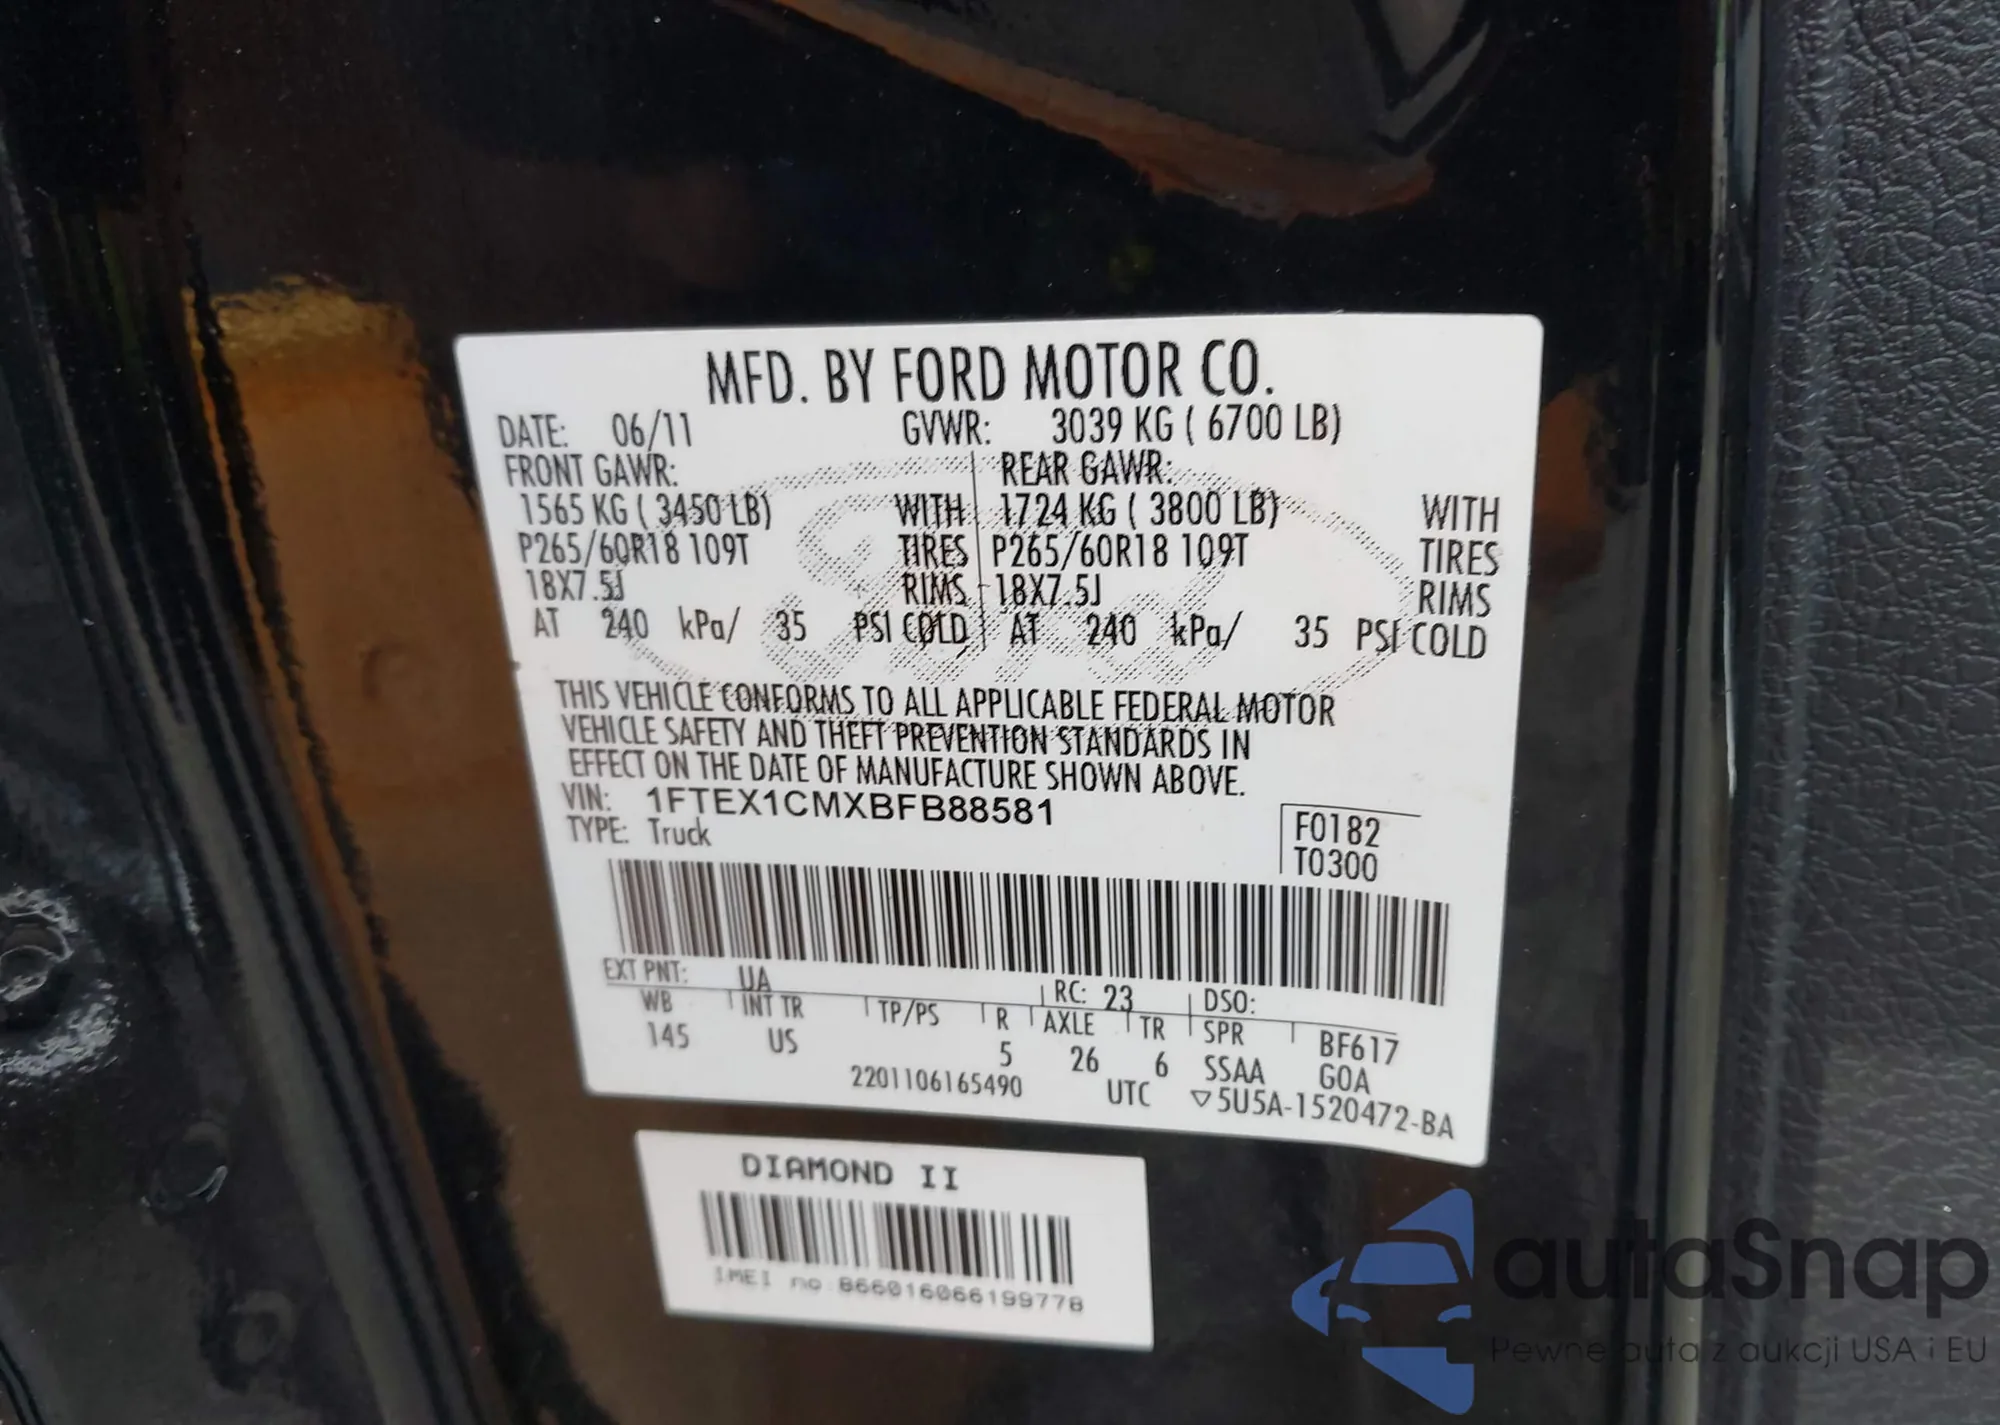 MFD. BY FORD MOTOR CO.
DATE: 06/11 GVWR: 3039 KG ( 6700 LB)
FRONT GAWR: REAR GAWR:
1565 KG ( 3450 LB) WITH 1724 KG ( 3800 LB) WITH
P265/60R18 109T TIRES P265/60R18 109T TIRES
18X7.5J RIMS 18X7.5J RIMS
AT 240 kPa/ 35 PSI COLD AT 240 kPa/ 35 PSI COLD
THIS VEHICLE CONFORMS TO ALL APPLICABLE FEDERAL MOTOR
VEHICLE SAFETY AND THEFT PREVENTION STANDARDS IN
EFFECT ON THE DATE OF MANUFACTURE SHOWN ABOVE.
VIN: 1FTEX1CMXBFB88581
TYPE: Truck
F0182
T0300
EXT PNT: UA RC: 23 DSO:
WB INT TR TP/PS R AXLE TR SPR BF617
145 US 5 26 6 SSAA GOA
2201106165490 UTC ▽5U5A-1520472-BA
DIAMOND II
IMEI no:866016066199778
autaSnap
Pewne auta z aukcji USA i EU